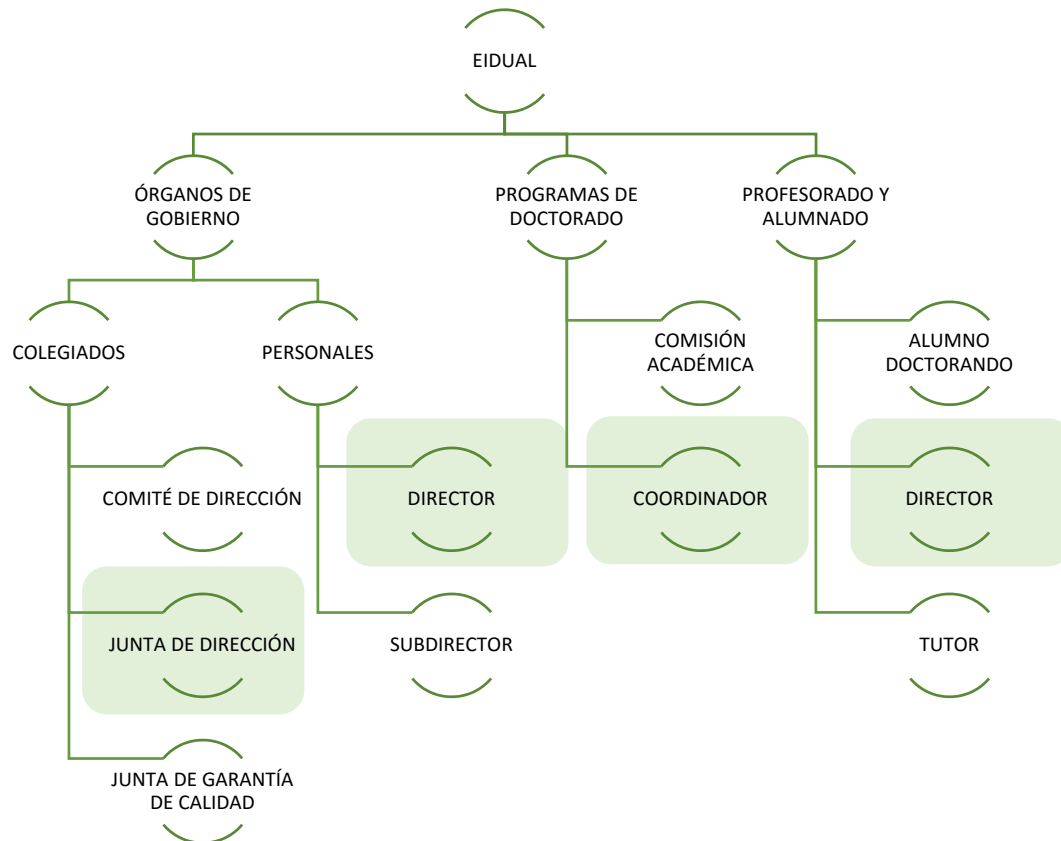 EIDUAL
ÓRGANOS DE
GOBIERNO
PROGRAMAS DE
DOCTORADO
PROFESORADO Y
ALUMNADO
COLEGIADOS
PERSONALES
COMISIÓN
ACADÉMICA
ALUMNO
DOCTORANDO
COMITÉ DE DIRECCIÓN
DIRECTOR
COORDINADOR
DIRECTOR
JUNTA DE DIRECCIÓN
SUBDIRECTOR
TUTOR
JUNTA DE GARANTÍA
DE CALIDAD